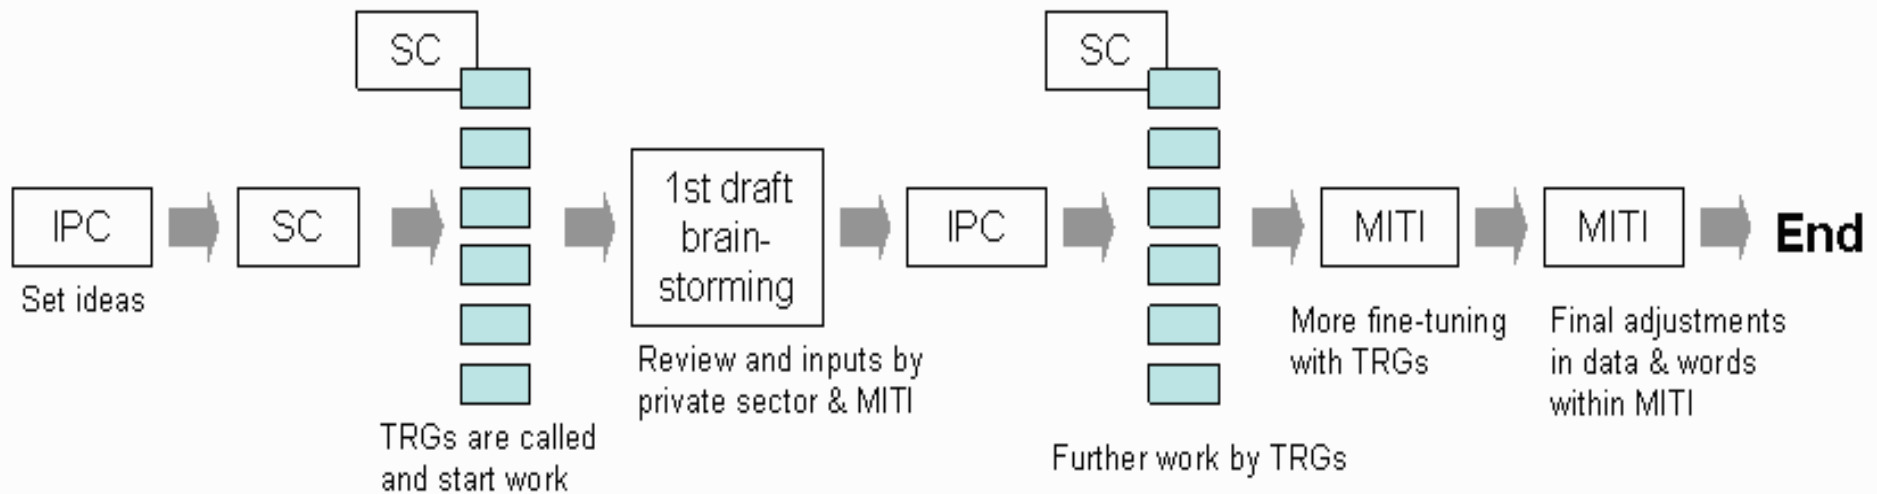 IPC
Set ideas
SC
SC
TRGs are called
and start work
1st draft
brain-
storming
Review and inputs by
private sector & MITI
IPC
SC
Further work by TRGs
MITI
More fine-tuning
with TRGs
MITI
Final adjustments
in data & words
within MITI
End